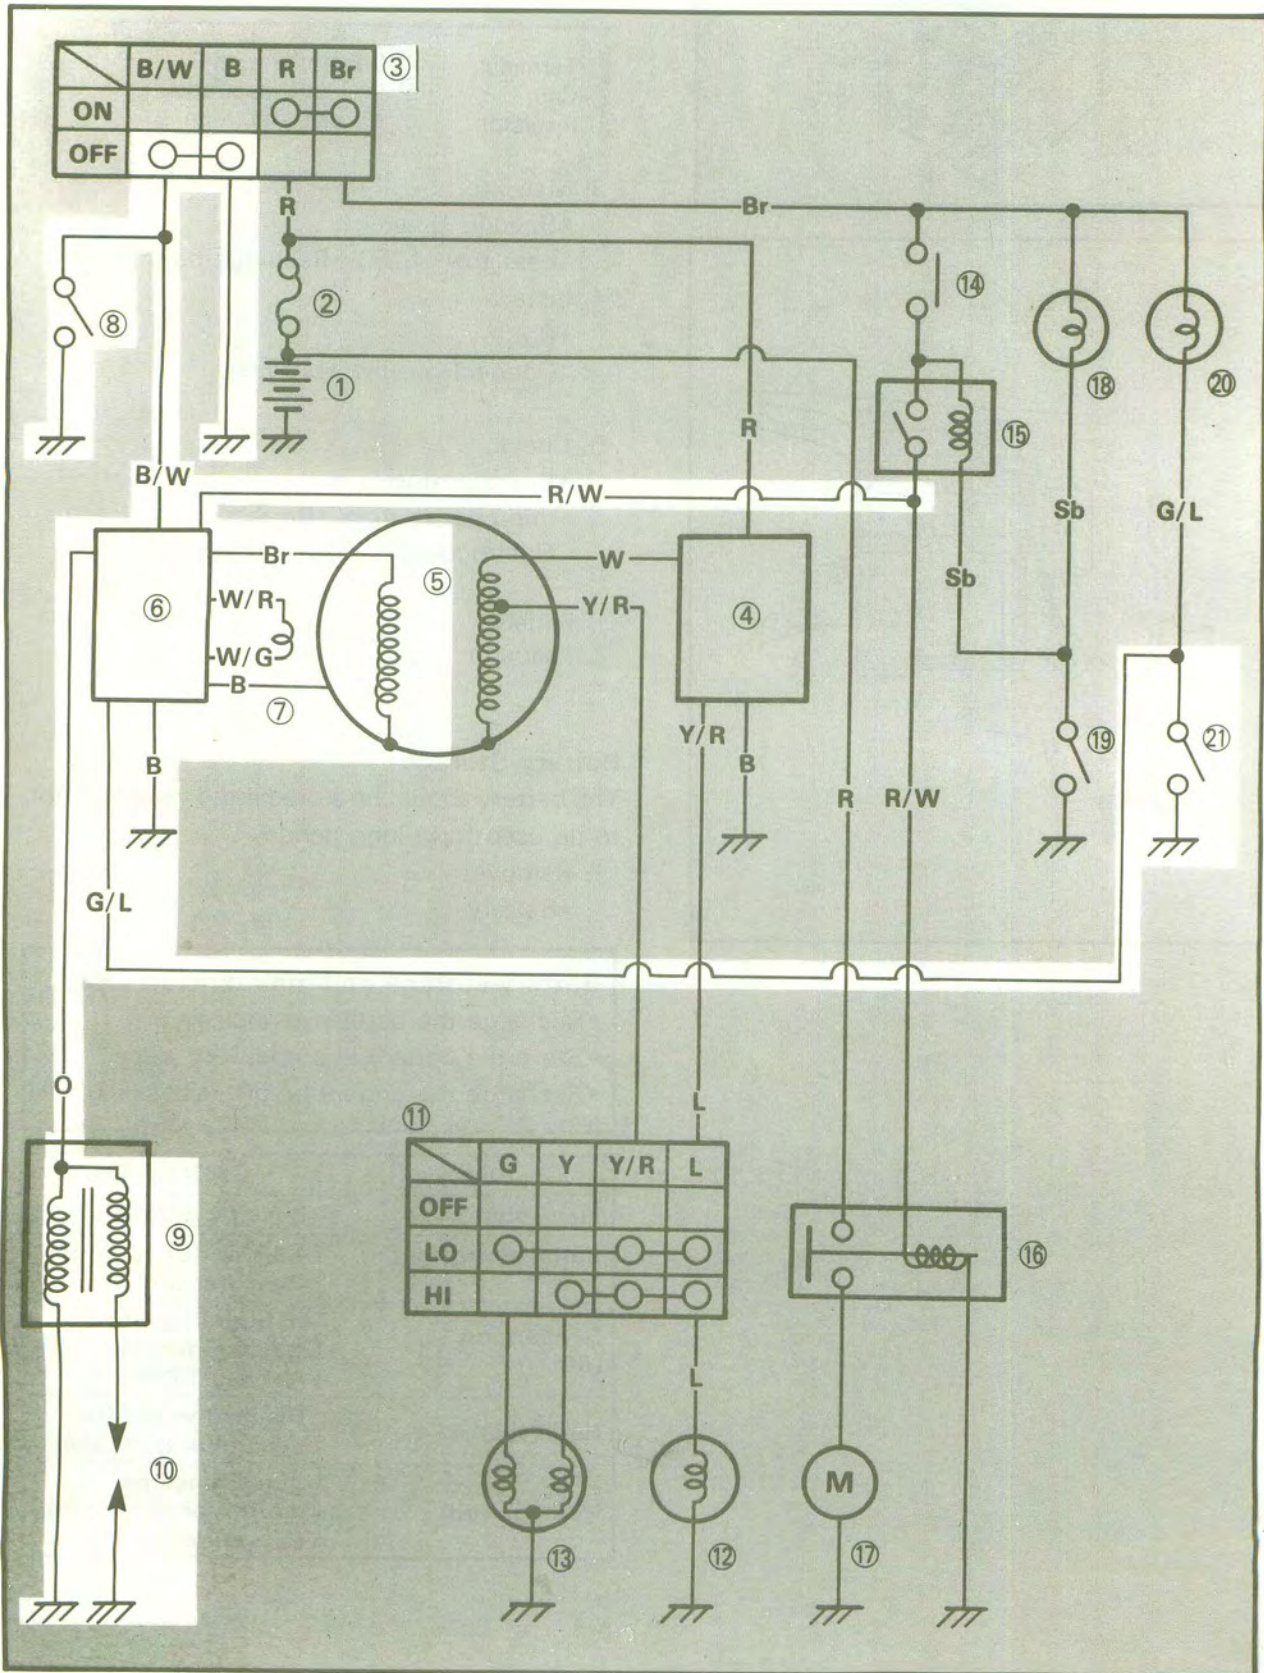 B/W B R Br ③
ON
OFF
R
Br
②
⑧
⑭
①
⑱
⑳
R
⑮
B/W
R/W
Sb
G/L
Br
⑤
W
Sb
W/R
Y/R
⑥
④
W/G
B
⑦
Y/R
⑲
㉑
B
B
R
R/W
G/L
O
L
⑪
G Y Y/R L
OFF
LO
HI
⑨
⑯
L
⑩
M
⑬
⑫
⑰